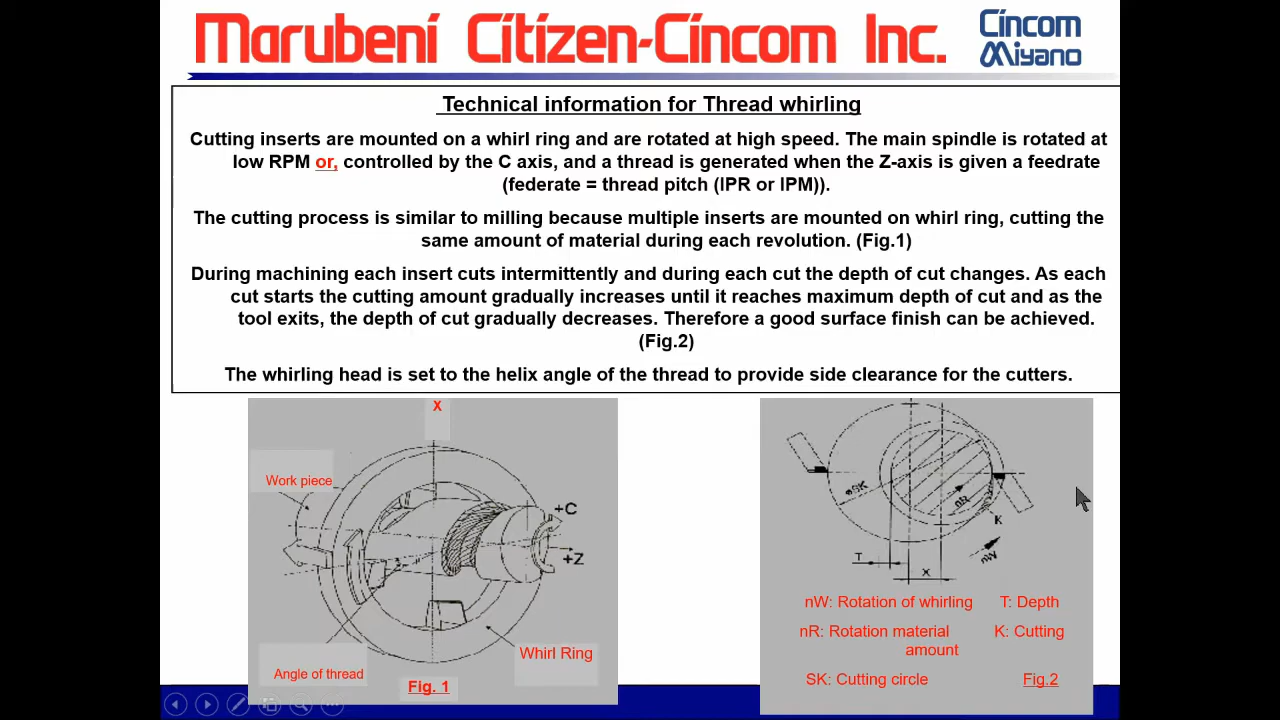 Marubeni Citizen-Cincom Inc.
Cincom
Miyano
Technical information for Thread whirling
Cutting inserts are mounted on a whirl ring and are rotated at high speed. The main spindle is rotated at
low RPM or, controlled by the C axis, and a thread is generated when the Z-axis is given a feedrate
(federate = thread pitch (IPR or IPM)).
The cutting process is similar to milling because multiple inserts are mounted on whirl ring, cutting the
same amount of material during each revolution. (Fig.1)
During machining each insert cuts intermittently and during each cut the depth of cut changes. As each
cut starts the cutting amount gradually increases until it reaches maximum depth of cut and as the
tool exits, the depth of cut gradually decreases. Therefore a good surface finish can be achieved.
(Fig.2)
The whirling head is set to the helix angle of the thread to provide side clearance for the cutters.
X
Work piece
+C
+Z
Whirl Ring
Angle of thread
Fig. 1
øSK
nR
K
nW
T
X
nW: Rotation of whirling T: Depth
nR: Rotation material K: Cutting
amount
SK: Cutting circle Fig.2